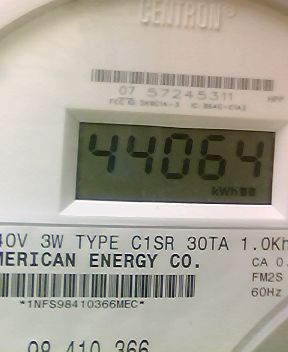 CENTRON®
07 57245311
44064
kWh
40V 3W TYPE C1SR 30TA 1.0Kh
MERICAN ENERGY CO.
CA 0.
FM2S
60Hz
*1NFS98410366MEC*
98 410 366